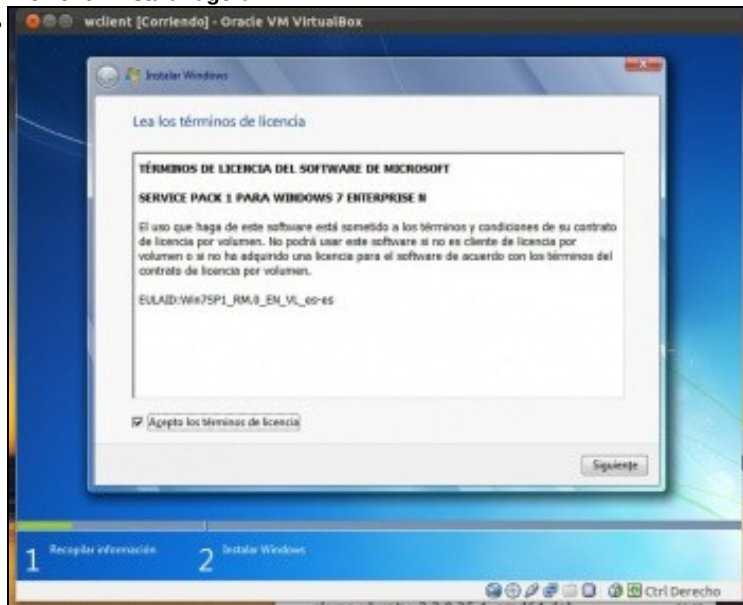 wclient [Corriendo] - Oracle VM VirtualBox
Instalar Windows
Lea los términos de licencia
TÉRMINOS DE LICENCIA DEL SOFTWARE DE MICROSOFT
SERVICE PACK 1 PARA WINDOWS 7 ENTERPRISE N
El uso que haga de este software está sometido a los términos y condiciones de su contrato
de licencia por volumen. No podrá usar este software si no es cliente de licencia por
volumen o si no ha adquirido una licencia para el software de acuerdo con los términos del
contrato de licencia por volumen.
EULAID:Win7SP1_RM.0_EN_VL_es-es
Acepto los términos de licencia
Siguiente
1 Recopilar información 2 Instalar Windows
Ctrl Derecho